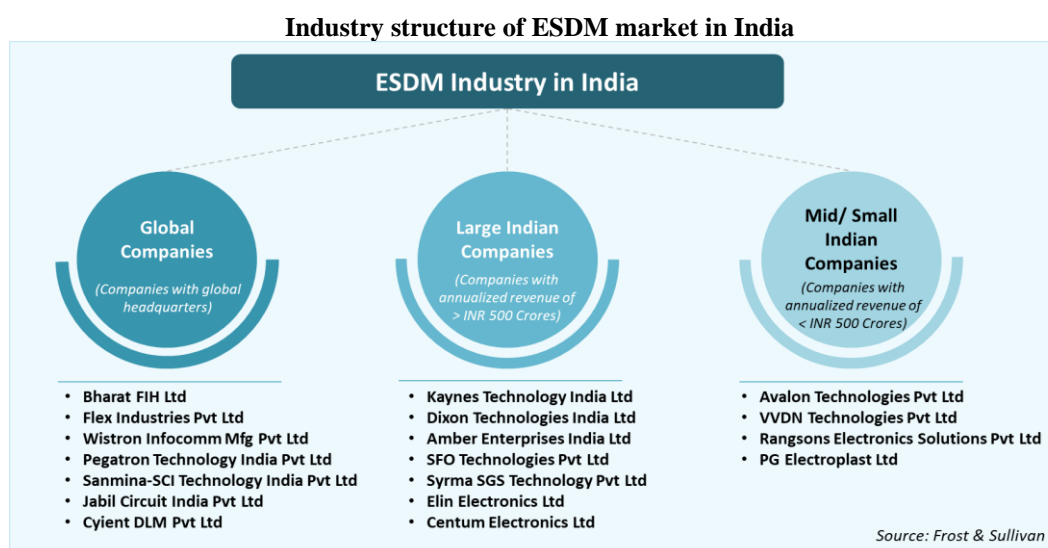 Industry structure of ESDM market in India
ESDM Industry in India
Global
Companies
(Companies with global
headquarters)
Large Indian
Companies
(Companies with
annualized revenue of
> INR 500 Crores)
Mid/ Small
Indian
Companies
(Companies with
annualized revenue of
< INR 500 Crores)
• Bharat FIH Ltd
• Flex Industries Pvt Ltd
• Wistron Infocomm Mfg Pvt Ltd
• Pegatron Technology India Pvt Ltd
• Sanmina-SCI Technology India Pvt Ltd
• Jabil Circuit India Pvt Ltd
• Cyient DLM Pvt Ltd
• Kaynes Technology India Ltd
• Dixon Technologies India Ltd
• Amber Enterprises India Ltd
• SFO Technologies Pvt Ltd
• Syrma SGS Technology Pvt Ltd
• Elin Electronics Ltd
• Centum Electronics Ltd
• Avalon Technologies Pvt Ltd
• VVDN Technologies Pvt Ltd
• Rangsons Electronics Solutions Pvt Ltd
• PG Electroplast Ltd
Source: Frost & Sullivan